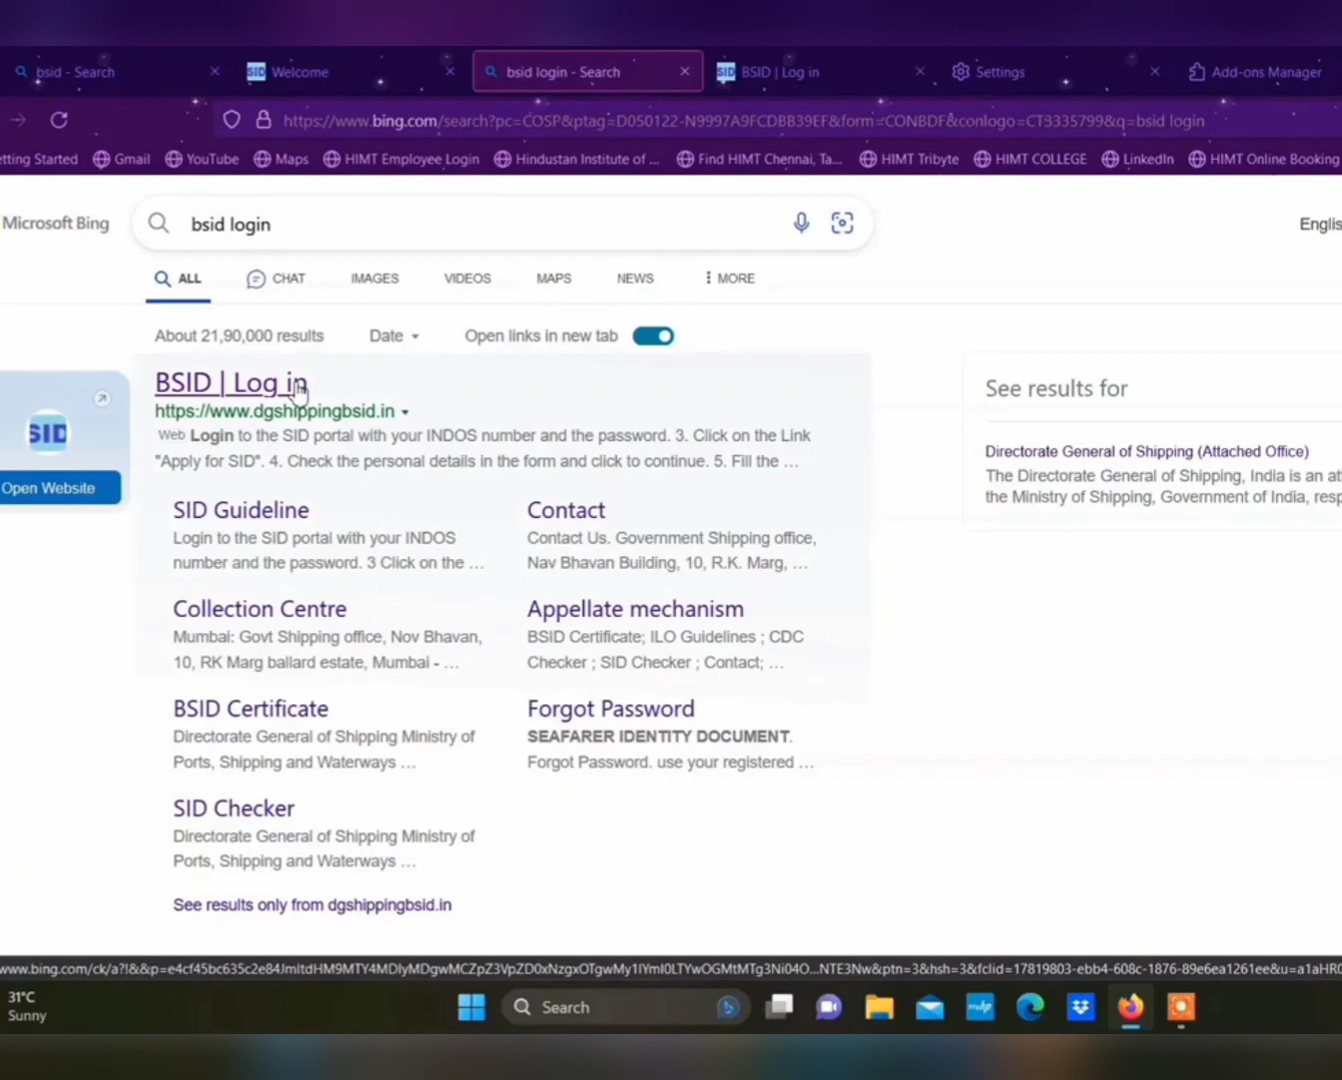 bsid - Search
SID Welcome
bsid login - Search
SID BSID | Log in
Settings
Add-ons Manager
https://www.bing.com/search?pc=COSP&ptag=D050122-N9997A9FCDBB39EF&form=CONBDF&conlogo=CT3335799&q=bsid login
etting Started
Gmail
YouTube
Maps
HIMT Employee Login
Hindustan Institute of ...
Find HIMT Chennai, Ta...
HIMT Tribyte
HIMT COLLEGE
LinkedIn
HIMT Online Booking
Microsoft Bing
bsid login
Englis
ALL
CHAT
IMAGES
VIDEOS
MAPS
NEWS
MORE
About 21,90,000 results
Date
Open links in new tab
SID
Open Website
BSID | Log in
https://www.dgshippingbsid.in
Web Login to the SID portal with your INDOS number and the password. 3. Click on the Link
"Apply for SID". 4. Check the personal details in the form and click to continue. 5. Fill the ...
SID Guideline
Login to the SID portal with your INDOS
number and the password. 3 Click on the ...
Contact
Contact Us. Government Shipping office,
Nav Bhavan Building, 10, R.K. Marg, ...
Collection Centre
Mumbai: Govt Shipping office, Nov Bhavan,
10, RK Marg ballard estate, Mumbai - ...
Appellate mechanism
BSID Certificate; ILO Guidelines ; CDC
Checker ; SID Checker ; Contact; ...
BSID Certificate
Directorate General of Shipping Ministry of
Ports, Shipping and Waterways ...
Forgot Password
SEAFARER IDENTITY DOCUMENT.
Forgot Password. use your registered ...
SID Checker
Directorate General of Shipping Ministry of
Ports, Shipping and Waterways ...
See results only from dgshippingbsid.in
See results for
Directorate General of Shipping (Attached Office)
The Directorate General of Shipping, India is an at
the Ministry of Shipping, Government of India, resp
31°C
Sunny
Search